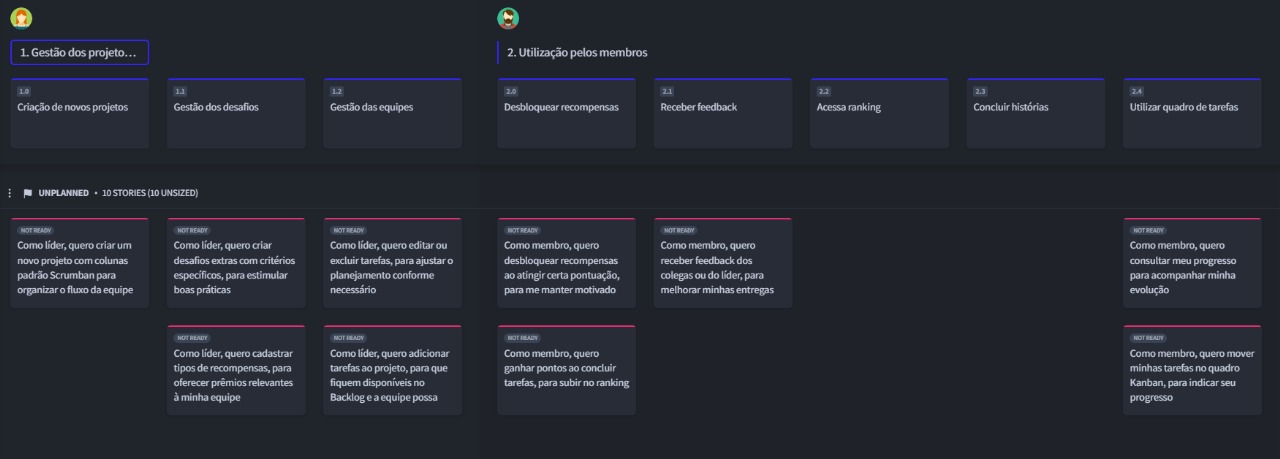 1. Gestão dos projeto...
2. Utilização pelos membros
1.0
Criação de novos projetos
1.1
Gestão dos desafios
1.2
Gestão das equipes
2.0
Desbloquear recompensas
2.1
Receber feedback
2.2
Acessa ranking
2.3
Concluir histórias
2.4
Utilizar quadro de tarefas
UNPLANNED • 10 STORIES (10 UNSIZED)
NOT READY
Como líder, quero criar um
novo projeto com colunas
padrão Scrumban para
organizar o fluxo da equipe
NOT READY
Como líder, quero criar
desafios extras com critérios
específicos, para estimular
boas práticas
NOT READY
Como líder, quero editar ou
excluir tarefas, para ajustar o
planejamento conforme
necessário
NOT READY
Como membro, quero
desbloquear recompensas
ao atingir certa pontuação,
para me manter motivado
NOT READY
Como membro, quero
receber feedback dos
colegas ou do líder, para
melhorar minhas entregas
NOT READY
Como membro, quero
consultar meu progresso
para acompanhar minha
evolução
NOT READY
Como líder, quero cadastrar
tipos de recompensas, para
oferecer prêmios relevantes
à minha equipe
NOT READY
Como líder, quero adicionar
tarefas ao projeto, para que
fiquem disponíveis no
Backlog e a equipe possa
NOT READY
Como membro, quero
ganhar pontos ao concluir
tarefas, para subir no ranking
NOT READY
Como membro, quero mover
minhas tarefas no quadro
Kanban, para indicar seu
progresso